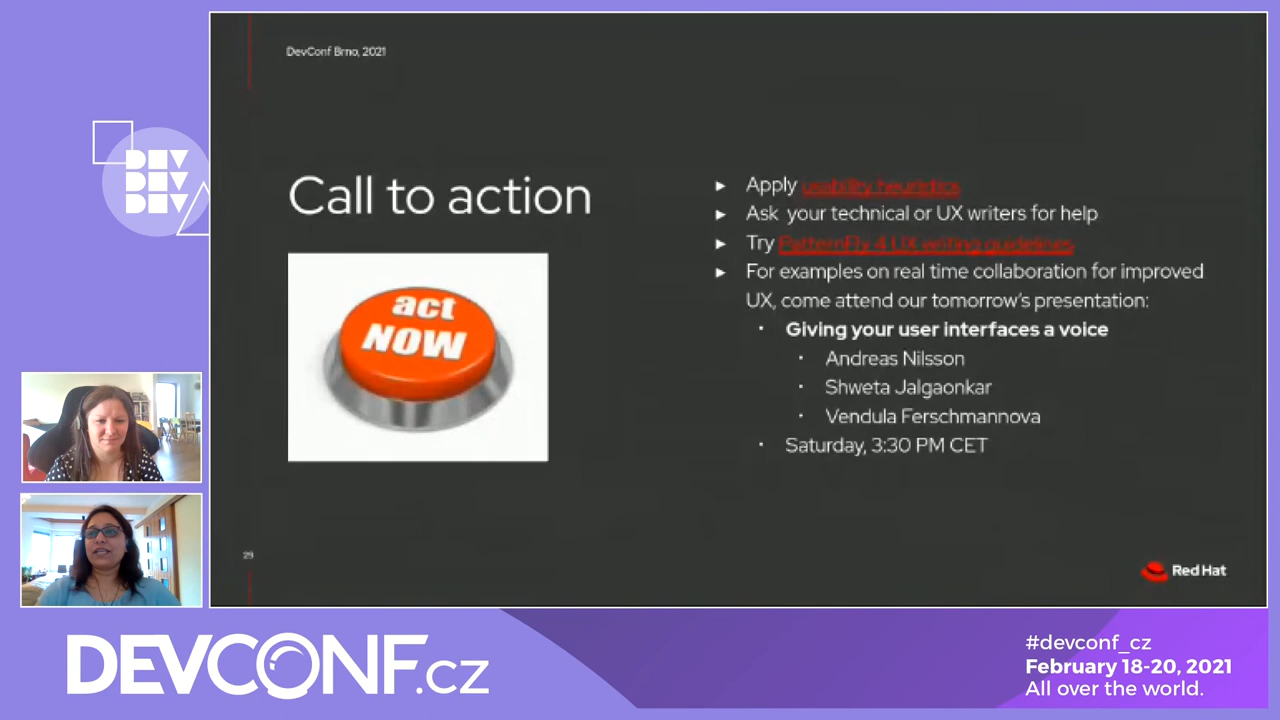 DevConf Brno, 2021
DEV
DEV
DEV
Call to action
act
NOW
► Apply usability heuristics
► Ask your technical or UX writers for help
► Try PatternFly 4 UX writing guidelines
► For examples on real time collaboration for improved
UX, come attend our tomorrow's presentation:
• Giving your user interfaces a voice
• Andreas Nilsson
• Shweta Jalgaonkar
• Vendula Ferschmannova
• Saturday, 3:30 PM CET
29
Red Hat
DEVCONF.cz
#devconf_cz
February 18-20, 2021
All over the world.